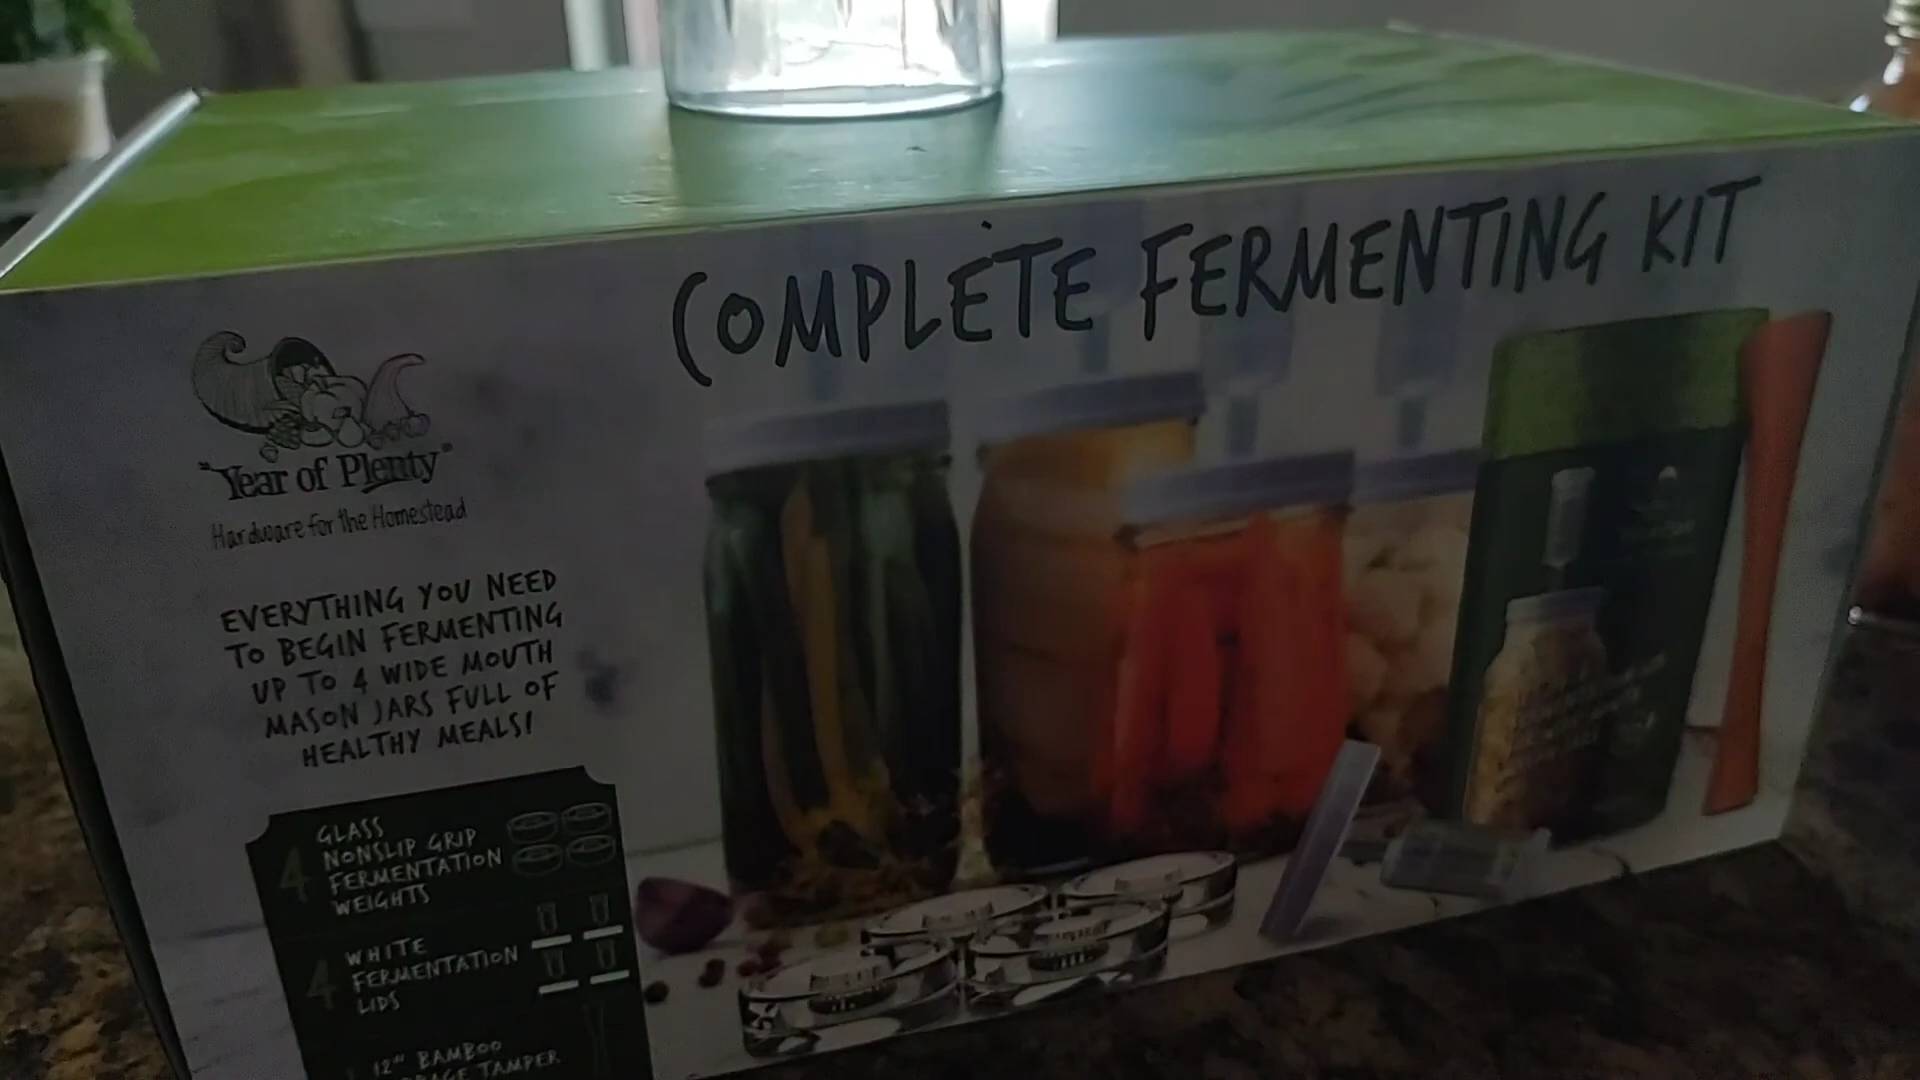 COMPLETE FERMENTING KIT
"Year of Plenty"
Hardware for the Homestead
EVERYTHING YOU NEED
TO BEGIN FERMENTING
UP TO 4 WIDE MOUTH
MASON JARS FULL OF
HEALTHY MEALS!
4 GLASS
NONSLIP GRIP
FERMENTATION
WEIGHTS
4 WHITE
FERMENTATION
LIDS
12" BAMBOO
TAMPER